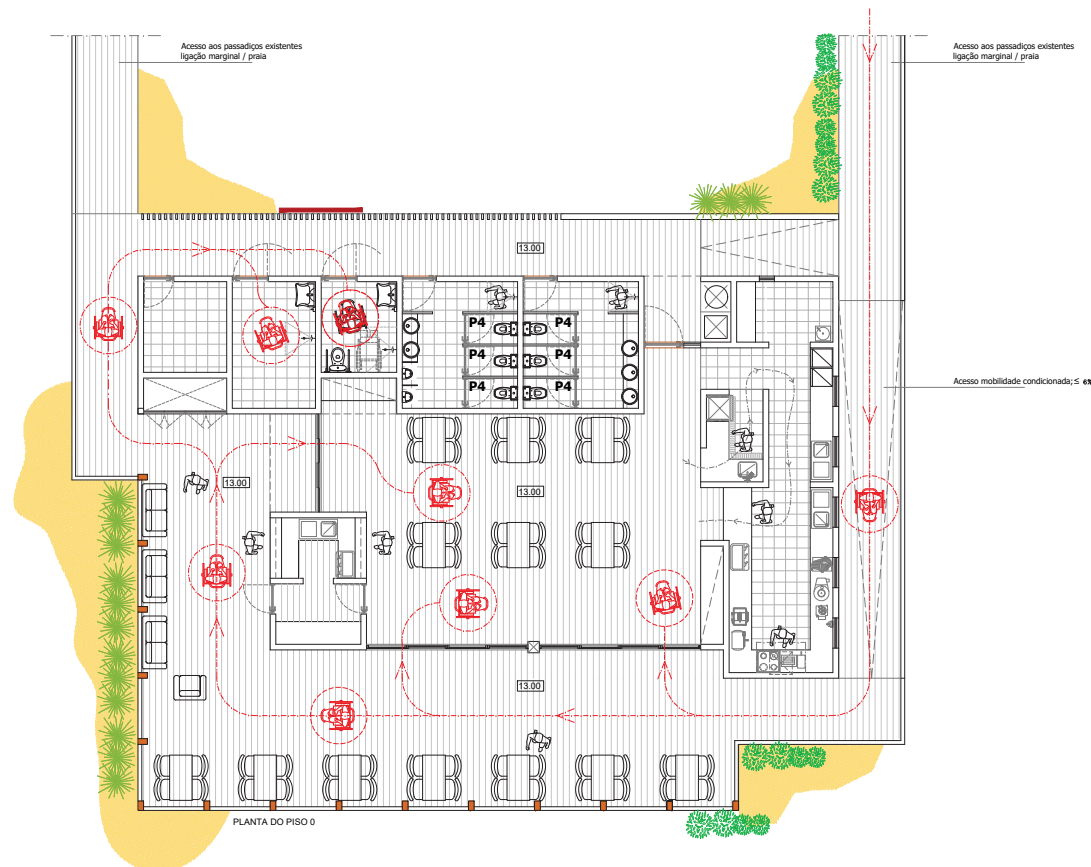 Acesso aos passadiços existentes
ligação marginal / praia
Acesso aos passadiços existentes
ligação marginal / praia
13.00
P4
P4
P4
P4
P4
P4
Acesso mobilidade condicionada; ≤ 6%
13.00
13.00
13.00
PLANTA DO PISO 0